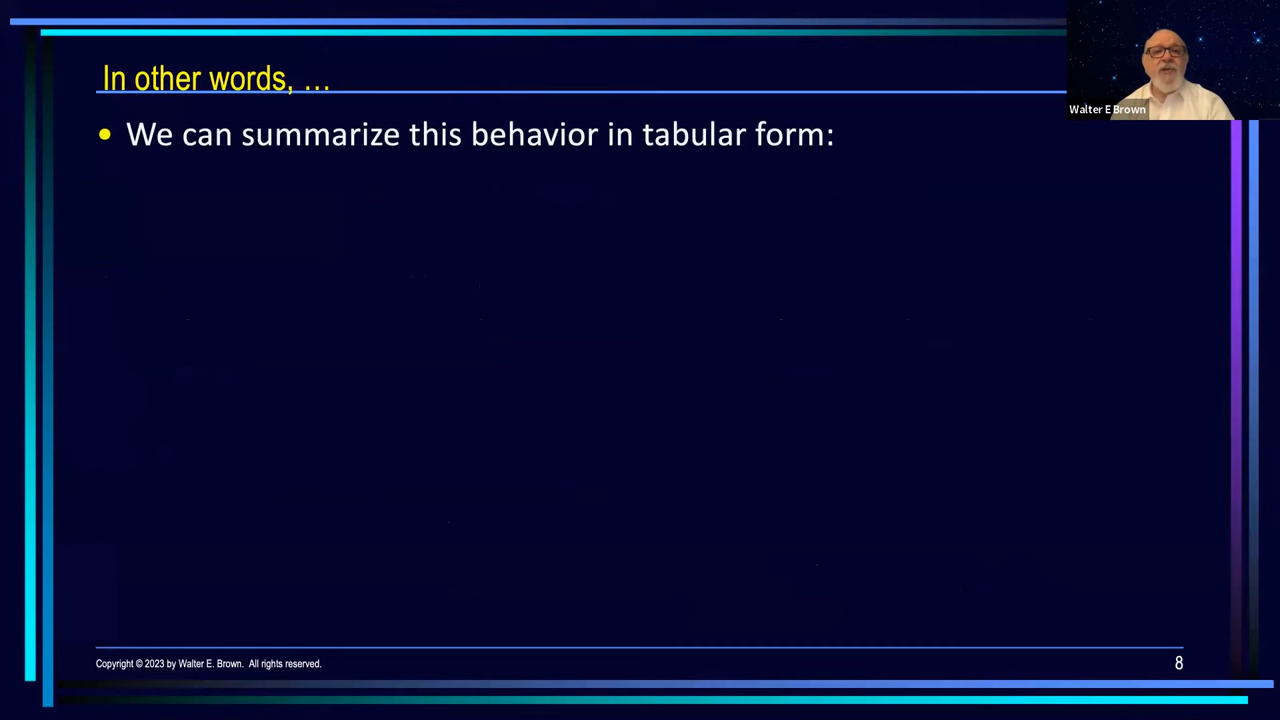 In other words, …
Walter E Brown
• We can summarize this behavior in tabular form:
Copyright © 2023 by Walter E. Brown. All rights reserved.
8